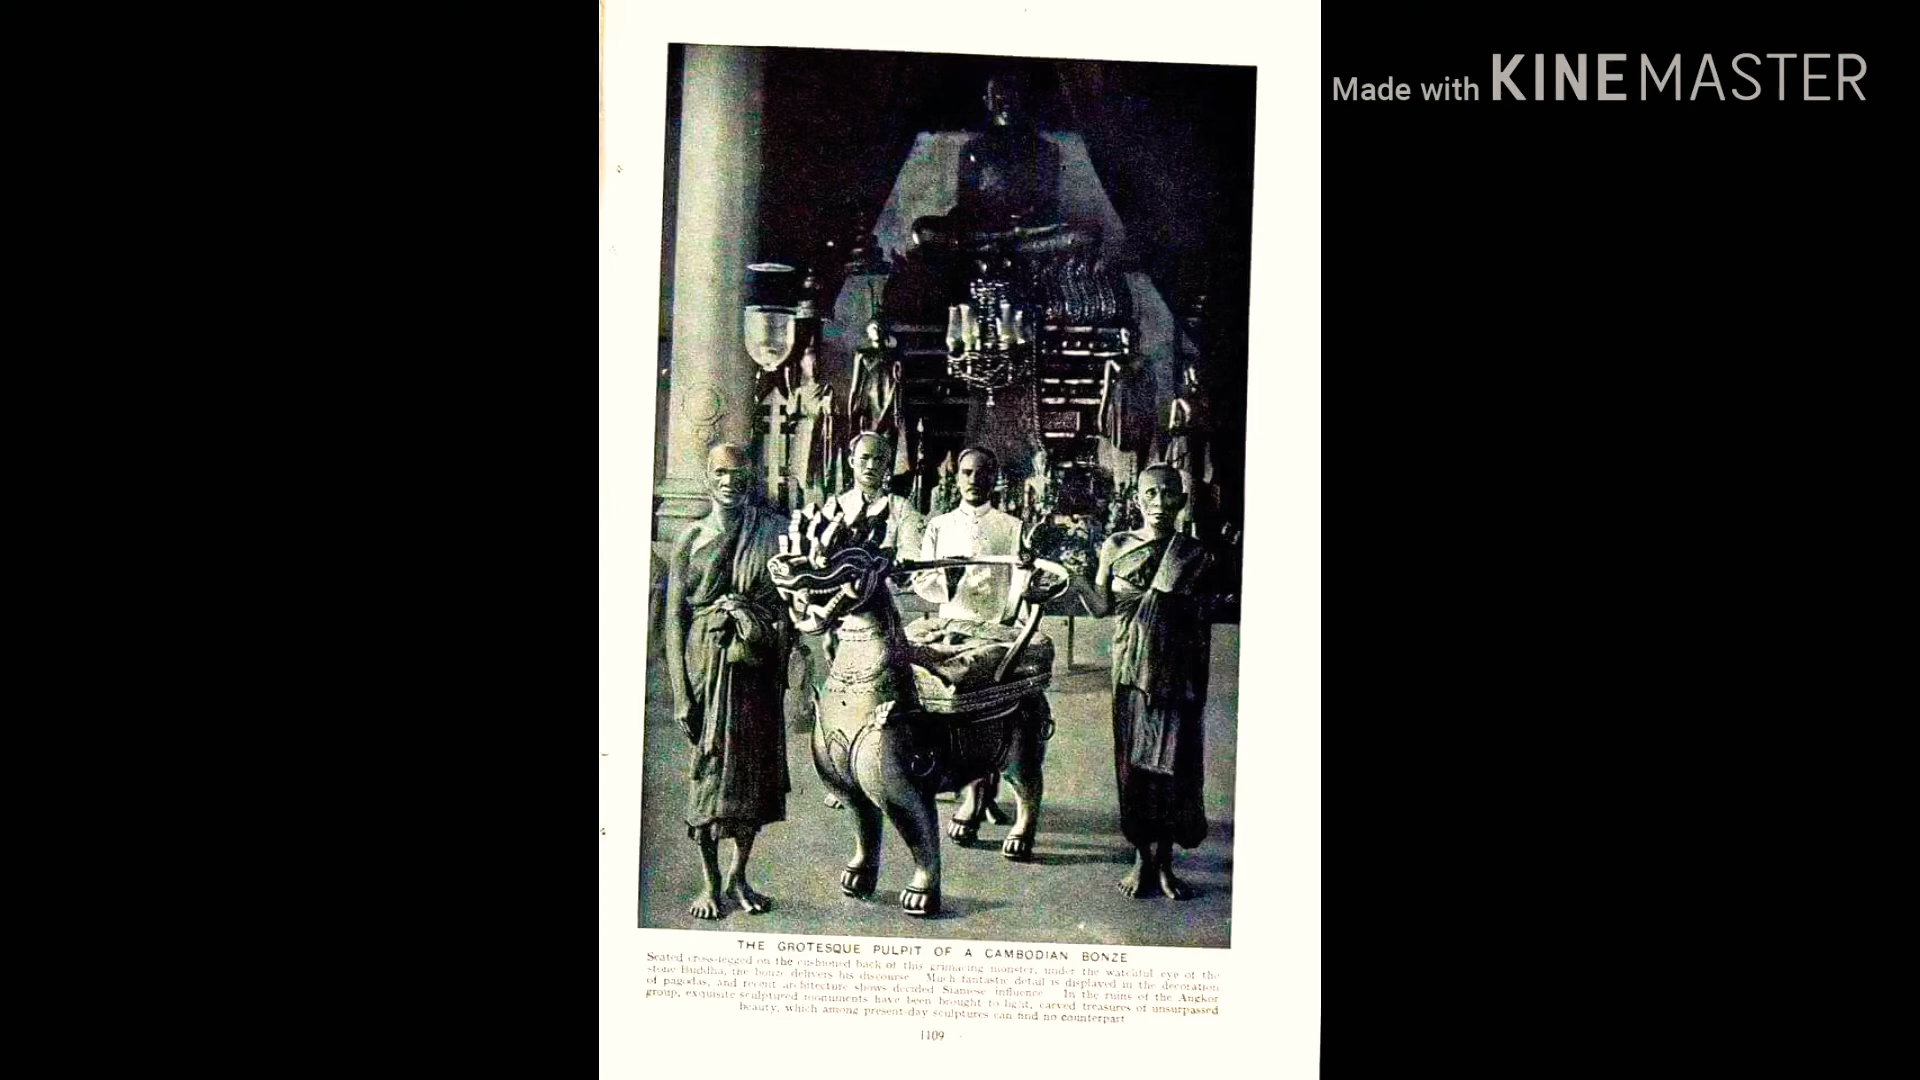 Made with KINEMASTER
THE GROTESQUE PULPIT OF A CAMBODIAN BONZE
Seated cross-legged on the cushioned back of this grimacing monster, under the watchful eye of the
stone Buddha, the bonze delivers his discourse. Much fantastic detail is displayed in the decoration
of pagodas, and recent architecture shows decided Siamese influence. In the ruins of the Angkor
group, exquisite sculptured monuments have been brought to light, carved treasures of unsurpassed
beauty, which among present-day sculptures can find no counterpart
1109